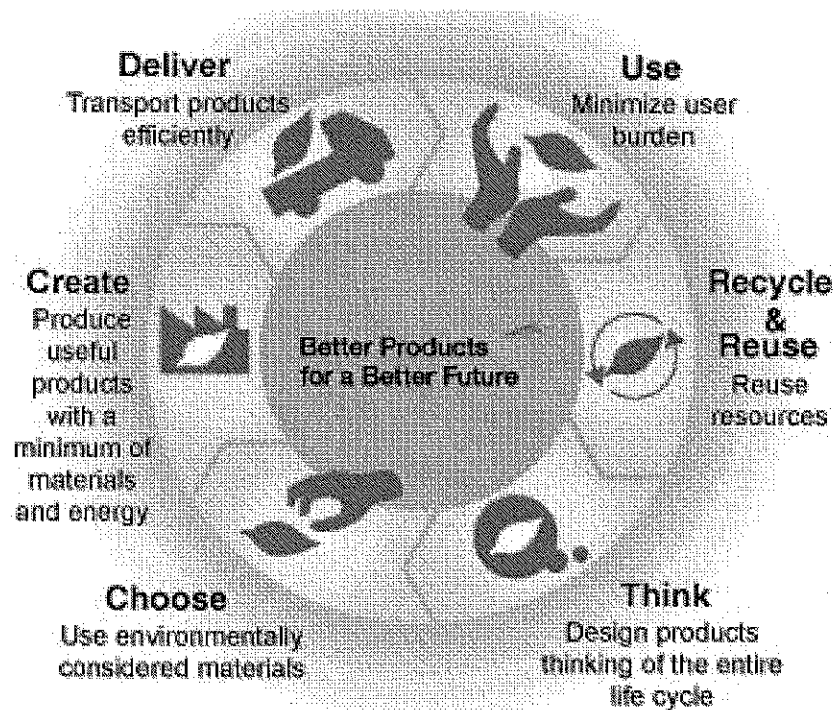 Deliver
Transport products
efficiently
Use
Minimize user
burden
Create
Produce
useful
products
with a
minimum of
materials
and energy
Better Products
for a Better Future
Recycle
&
Reuse
Reuse
resources
Choose
Use environmentally
considered materials
Think
Design products
thinking of the entire
life cycle